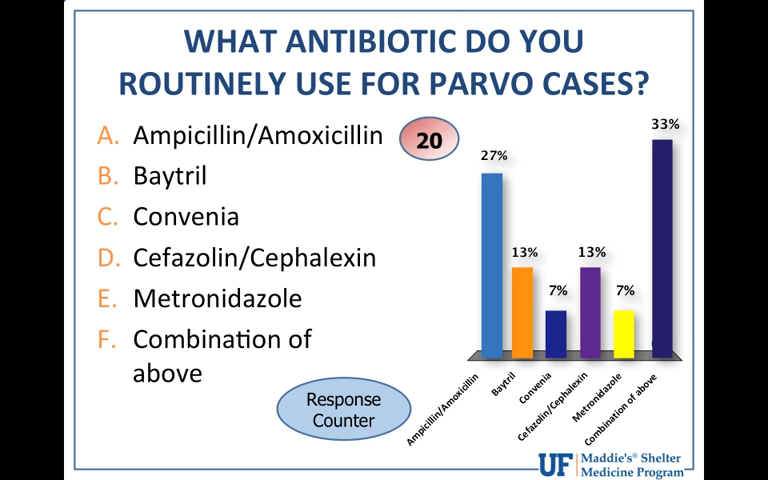 WHAT ANTIBIOTIC DO YOU
ROUTINELY USE FOR PARVO CASES?
A. Ampicillin/Amoxicillin
B. Baytril
C. Convenia
D. Cefazolin/Cephalexin
E. Metronidazole
F. Combination of
above
20
Response
Counter
27%
13%
7%
13%
7%
33%
Ampicillin/Amoxicillin
Baytril
Convenia
Cefazolin/Cephalexin
Metronidazole
Combination of above
UF Maddie's® Shelter
Medicine Program